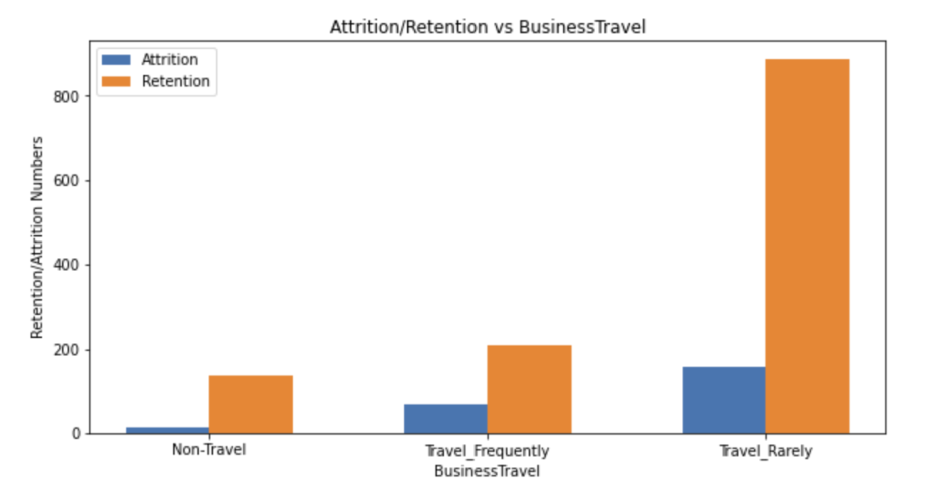 Attrition/Retention vs BusinessTravel
Attrition
Retention
Retention/Attrition Numbers
800
600
400
200
0
Non-Travel
Travel_Frequently
Travel_Rarely
BusinessTravel